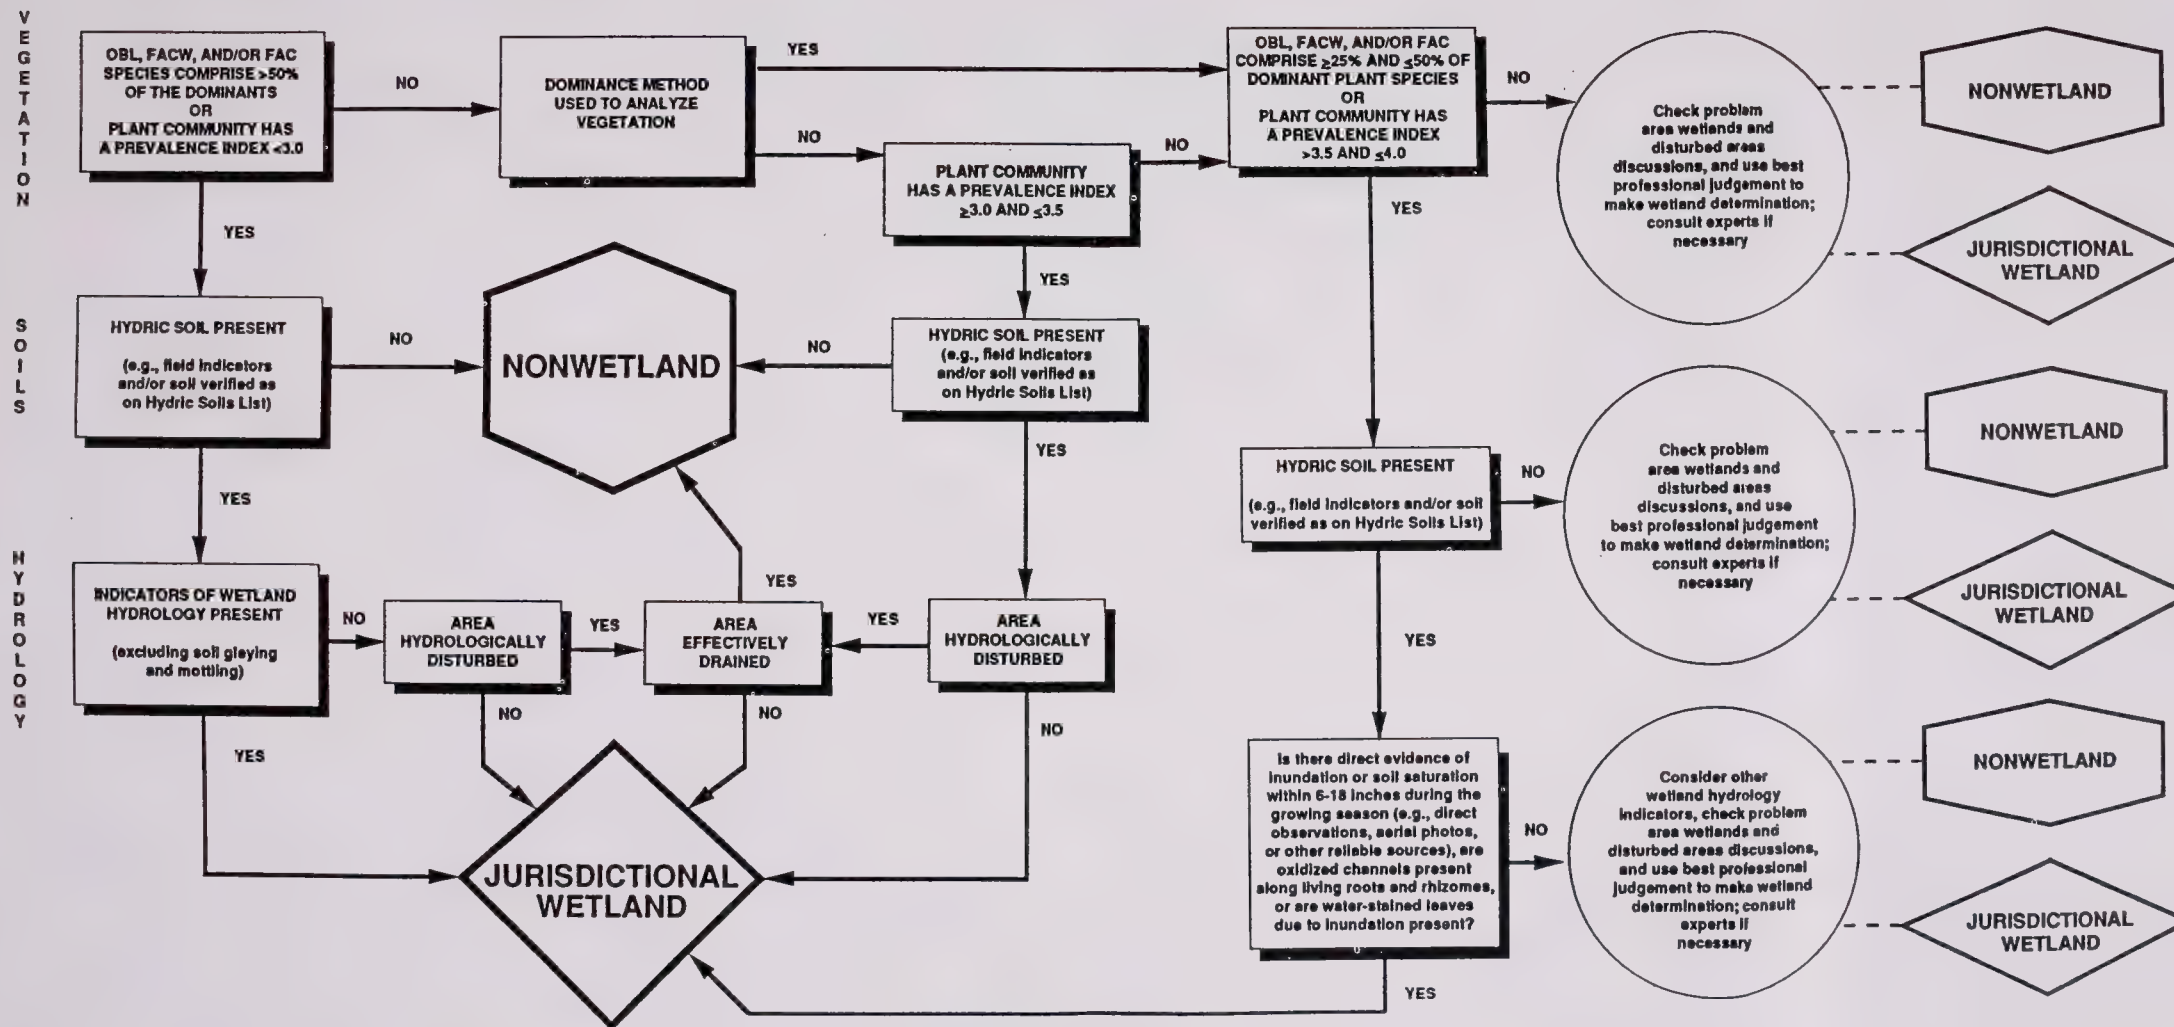 VEGETATION
OBL, FACW, AND/OR FAC
SPECIES COMPRISE >50%
OF THE DOMINANTS
OR
PLANT COMMUNITY HAS
A PREVALENCE INDEX <3.0
NO
YES
DOMINANCE METHOD
USED TO ANALYZE
VEGETATION
YES
NO
PLANT COMMUNITY
HAS A PREVALENCE INDEX
≥3.0 AND ≤3.5
NO
YES
OBL, FACW, AND/OR FAC
COMPRISE ≥25% AND ≤50% OF
DOMINANT PLANT SPECIES
OR
PLANT COMMUNITY HAS
A PREVALENCE INDEX
>3.5 AND ≤4.0
NO
YES
Check problem
area wetlands and
disturbed areas
discussions, and use best
professional judgement to
make wetland determination;
consult experts if
necessary
NONWETLAND
JURISDICTIONAL
WETLAND
SOILS
HYDRIC SOIL PRESENT
(e.g., field indicators
and/or soil verified as
on Hydric Soils List)
NO
YES
NONWETLAND
NO
HYDRIC SOIL PRESENT
(e.g., field indicators
and/or soil verified as
on Hydric Soils List)
YES
HYDRIC SOIL PRESENT
(e.g., field indicators and/or soil
verified as on Hydric Soils List)
NO
YES
Check problem
area wetlands and
disturbed areas
discussions, and use
best professional judgement
to make wetland determination;
consult experts if
necessary
NONWETLAND
JURISDICTIONAL
WETLAND
HYDROLOGY
INDICATORS OF WETLAND
HYDROLOGY PRESENT
(excluding soil gleying
and mottling)
NO
YES
AREA
HYDROLOGICALLY
DISTURBED
YES
NO
AREA
EFFECTIVELY
DRAINED
YES
NO
YES
AREA
HYDROLOGICALLY
DISTURBED
NO
JURISDICTIONAL
WETLAND
Is there direct evidence of
inundation or soil saturation
within 6-18 inches during the
growing season (e.g., direct
observations, aerial photos,
or other reliable sources), are
oxidized channels present
along living roots and rhizomes,
or are water-stained leaves
due to inundation present?
NO
YES
Consider other
wetland hydrology
indicators, check problem
area wetlands and
disturbed areas discussions,
and use best professional
judgement to make wetland
determination; consult
experts if
necessary
NONWETLAND
JURISDICTIONAL
WETLAND